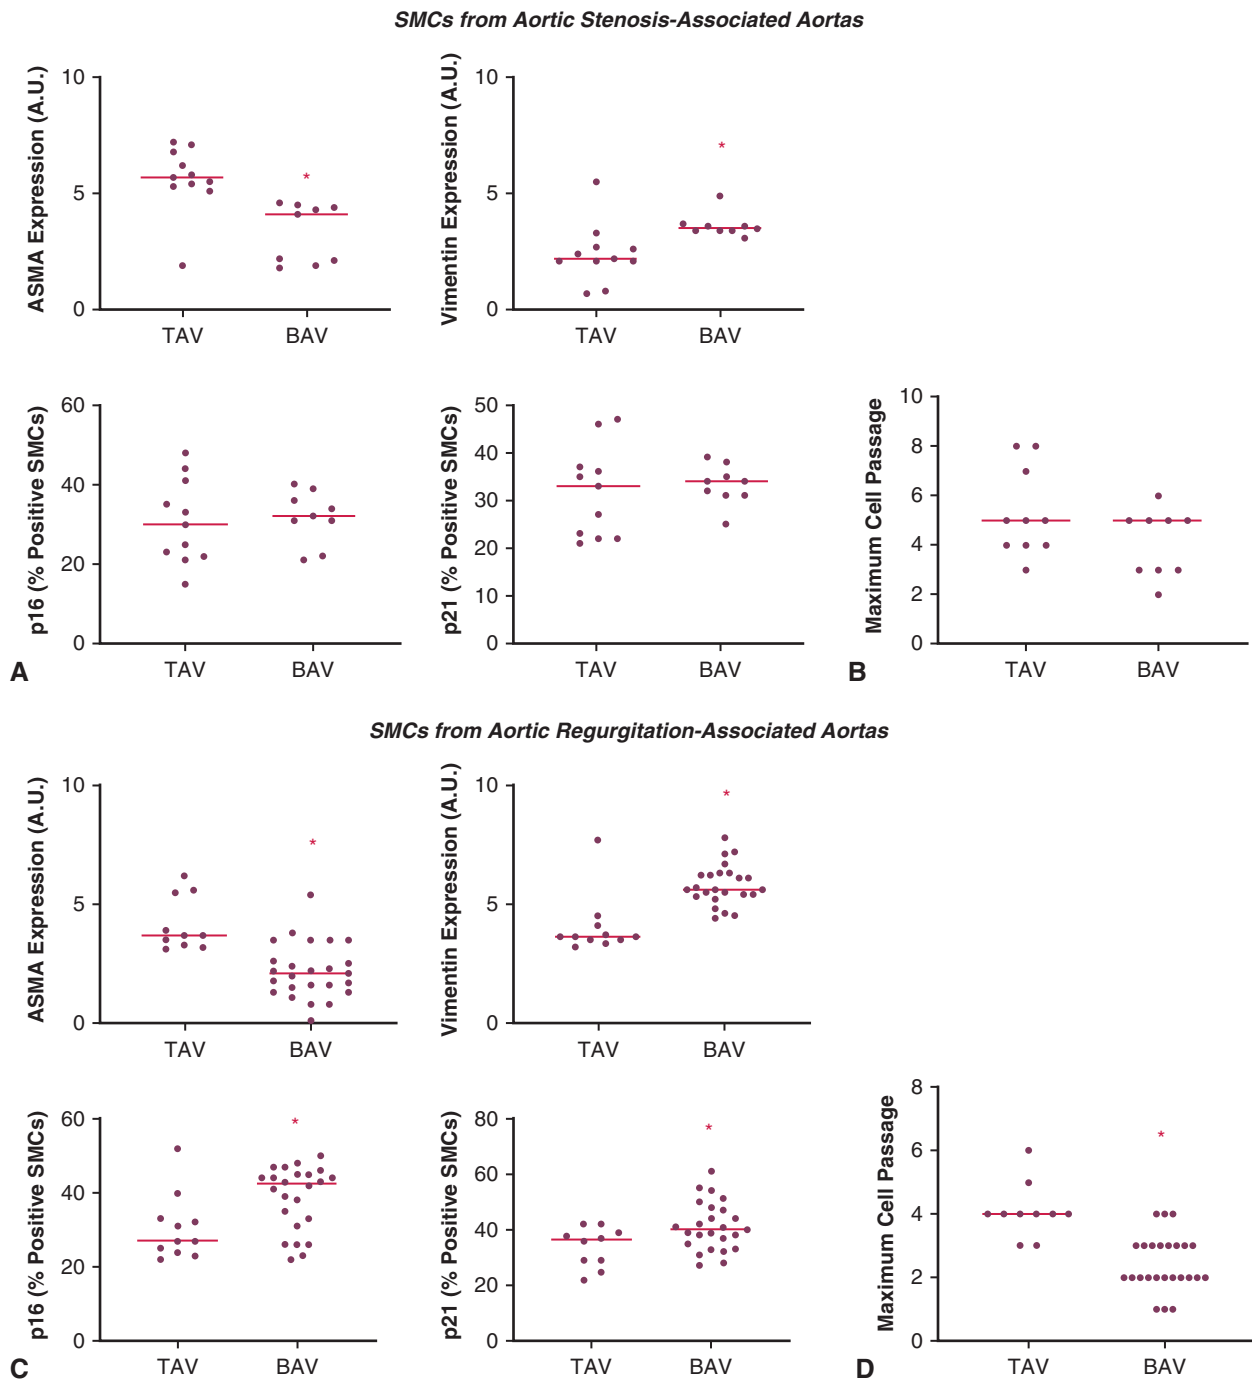 SMCs from Aortic Stenosis-Associated Aortas
ASMA Expression (A.U.)
10
5
0
*
TAV BAV
Vimentin Expression (A.U.)
10
5
0
*
TAV BAV
p16 (% Positive SMCs)
60
40
20
0
TAV BAV
A
p21 (% Positive SMCs)
50
40
30
20
10
0
TAV BAV
Maximum Cell Passage
10
8
6
4
2
0
TAV BAV
B
SMCs from Aortic Regurgitation-Associated Aortas
ASMA Expression (A.U.)
10
5
0
*
TAV BAV
Vimentin Expression (A.U.)
10
5
0
*
TAV BAV
p16 (% Positive SMCs)
60
40
20
0
*
TAV BAV
C
p21 (% Positive SMCs)
80
60
40
20
0
*
TAV BAV
Maximum Cell Passage
8
6
4
2
0
*
TAV BAV
D